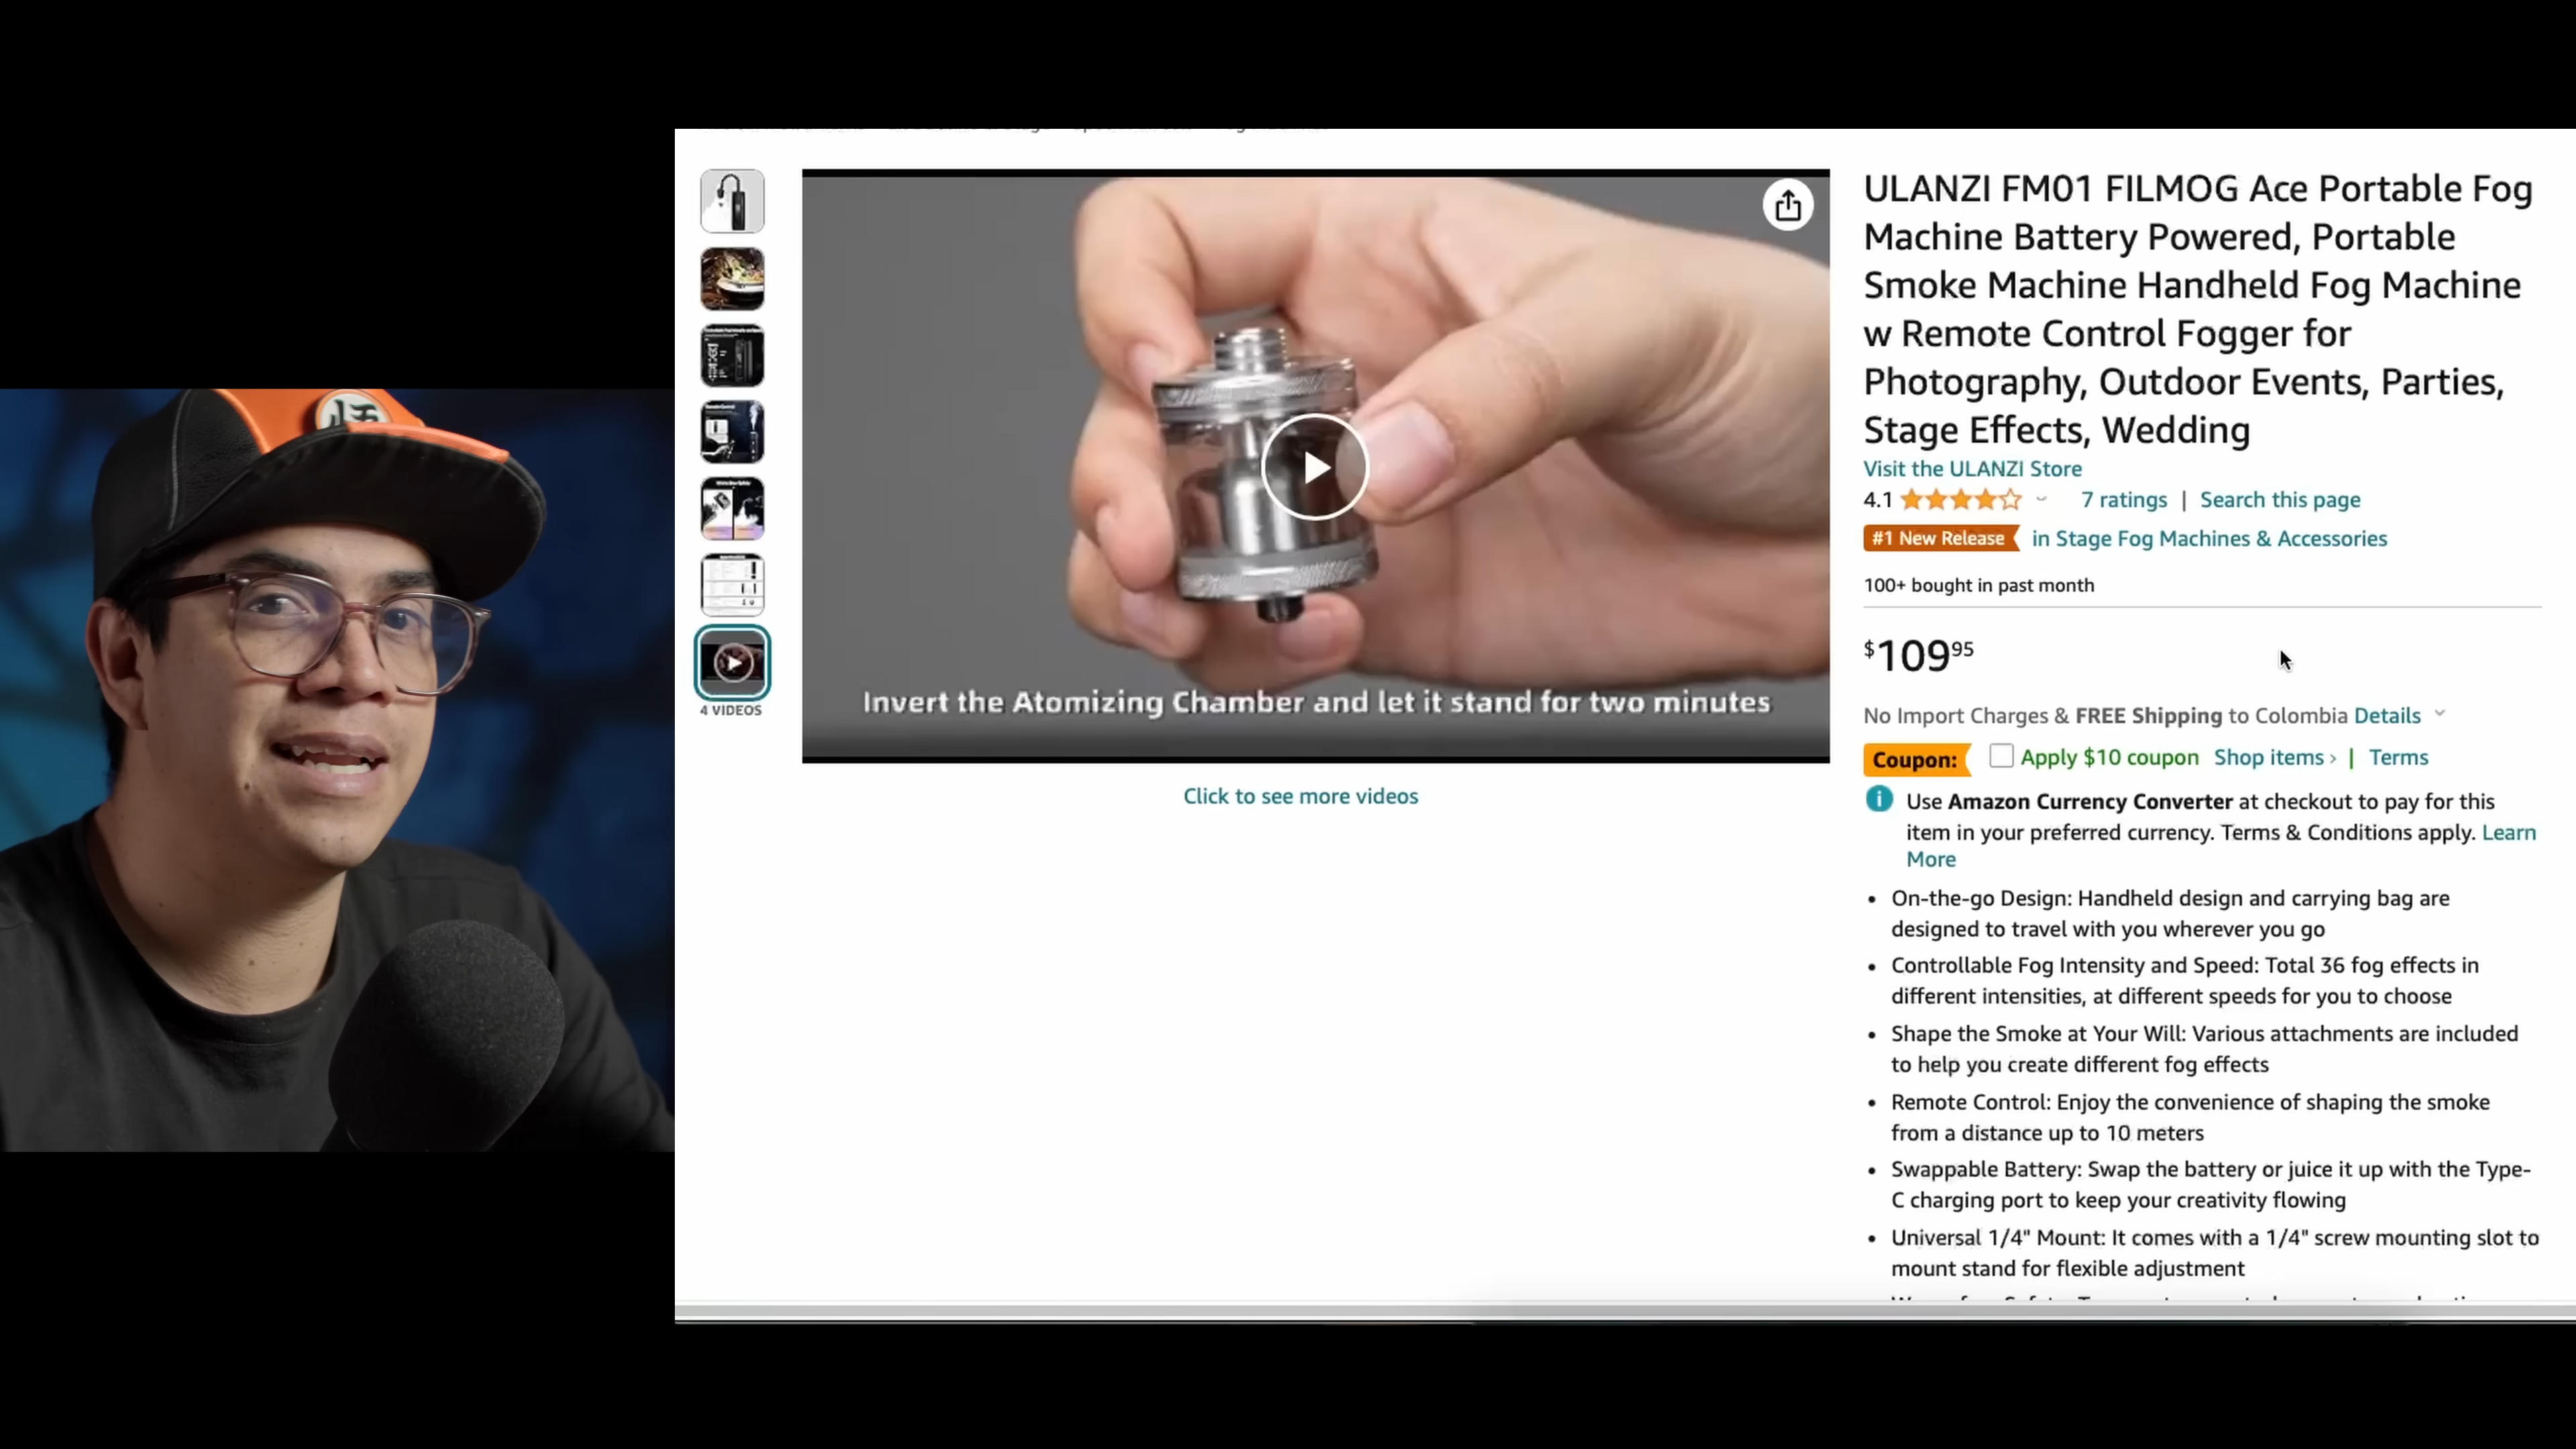 悟
Invert the Atomizing Chamber and let it stand for two minutes
4 VIDEOS
Click to see more videos
ULANZI FM01 FILMOG Ace Portable Fog
Machine Battery Powered, Portable
Smoke Machine Handheld Fog Machine
w Remote Control Fogger for
Photography, Outdoor Events, Parties,
Stage Effects, Wedding
Visit the ULANZI Store
4.1 7 ratings | Search this page
#1 New Release in Stage Fog Machines & Accessories
100+ bought in past month
$10995
No Import Charges & FREE Shipping to Colombia Details
Coupon: Apply $10 coupon Shop items › | Terms
Use Amazon Currency Converter at checkout to pay for this
item in your preferred currency. Terms & Conditions apply. Learn
More
• On-the-go Design: Handheld design and carrying bag are
designed to travel with you wherever you go
• Controllable Fog Intensity and Speed: Total 36 fog effects in
different intensities, at different speeds for you to choose
• Shape the Smoke at Your Will: Various attachments are included
to help you create different fog effects
• Remote Control: Enjoy the convenience of shaping the smoke
from a distance up to 10 meters
• Swappable Battery: Swap the battery or juice it up with the Type-
C charging port to keep your creativity flowing
• Universal 1/4" Mount: It comes with a 1/4" screw mounting slot to
mount stand for flexible adjustment